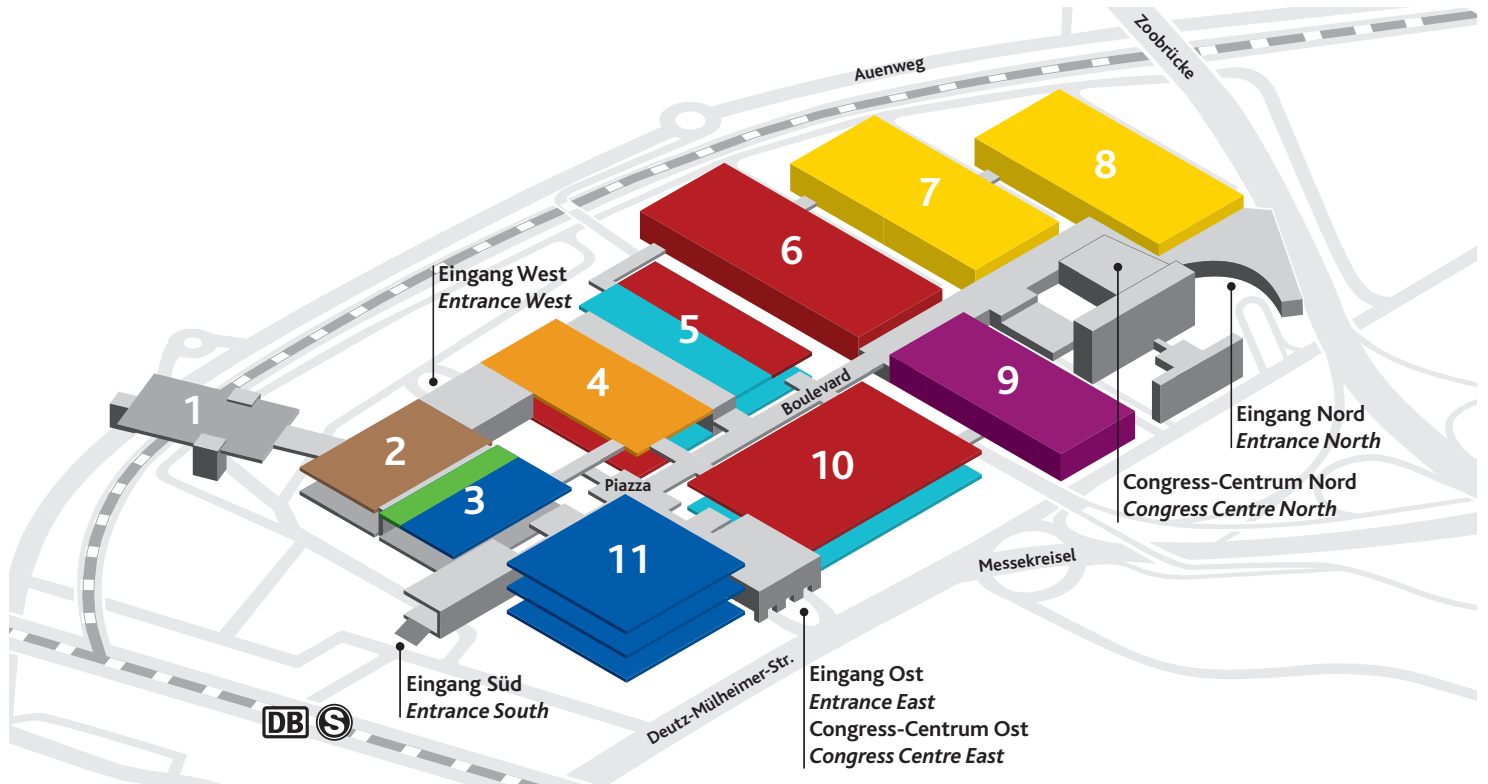 Zoobrücke
Auenweg
8
7
6
Eingang West
Entrance West
5
4
9
Boulevard
1
2
3
10
Piazza
Eingang Nord
Entrance North
Congress-Centrum Nord
Congress Centre North
11
Messekreisel
Eingang Süd
Entrance South
DB S
Deutz-Mülheimer-Str.
Eingang Ost
Entrance East
Congress-Centrum Ost
Congress Centre East